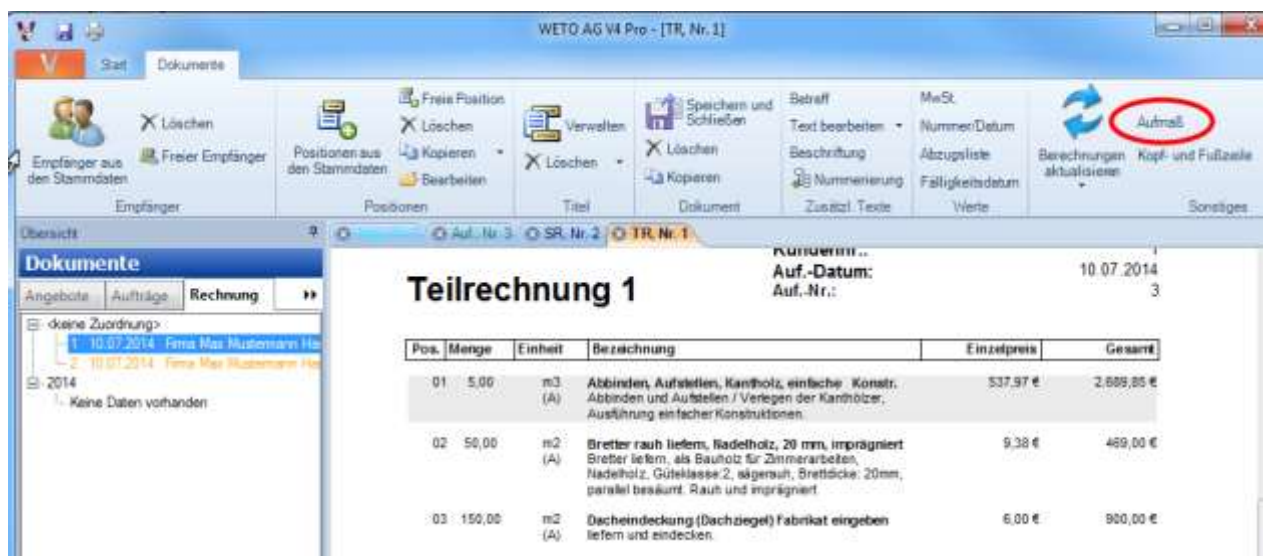 WETO AG V4 Pro - [TR, Nr. 1]
Start Dokumente
Empfänger aus den Stammdaten
Löschen
Freier Empfänger
Empfänger
Positionen aus den Stammdaten
Freie Position
Löschen
Kopieren
Bearbeiten
Positionen
Verwalten
Löschen
Titel
Speichern und Schließen
Löschen
Kopieren
Dokument
Betreff
Text bearbeiten
Beschriftung
Nummerierung
Zusätzl. Texte
MwSt.
Nummer/Datum
Abzugsliste
Fälligkeitsdatum
Werte
Berechnungen aktualisieren
Aufmaß
Kopf- und Fußzeile
Sonstiges
Übersicht
Auf., Nr. 3 SR, Nr. 2 TR, Nr. 1
Dokumente
Angebote Aufträge Rechnung
<keine Zuordnung>
1 10.07.2014 Firma Max Mustermann
2 10.07.2014 Firma Max Mustermann
2014
Keine Daten vorhanden
Kundennr.: 1
Auf.-Datum: 10.07.2014
Teilrechnung 1
Auf.-Nr.: 3
Pos. Menge Einheit Bezeichnung Einzelpreis Gesamt
01 5,00 m3 Abbinden, Aufstellen, Kantholz, einfache Konstr. 537,97 € 2.689,85 €
(A) Abbinden und Aufstellen / Verlegen der Kanthölzer,
Ausführung einfacher Konstruktionen.
02 50,00 m2 Bretter rauh liefern, Nadelholz, 20 mm, imprägniert 9,38 € 469,00 €
(A) Bretter liefern, als Bauholz für Zimmerarbeiten,
Nadelholz, Güteklasse:2, sägerauh, Brettdicke: 20mm,
parallel besäumt. Rauh und imprägniert
03 150,00 m2 Dacheindeckung (Dachziegel) Fabrikat eingeben 6,00 € 900,00 €
(A) liefern und eindecken.